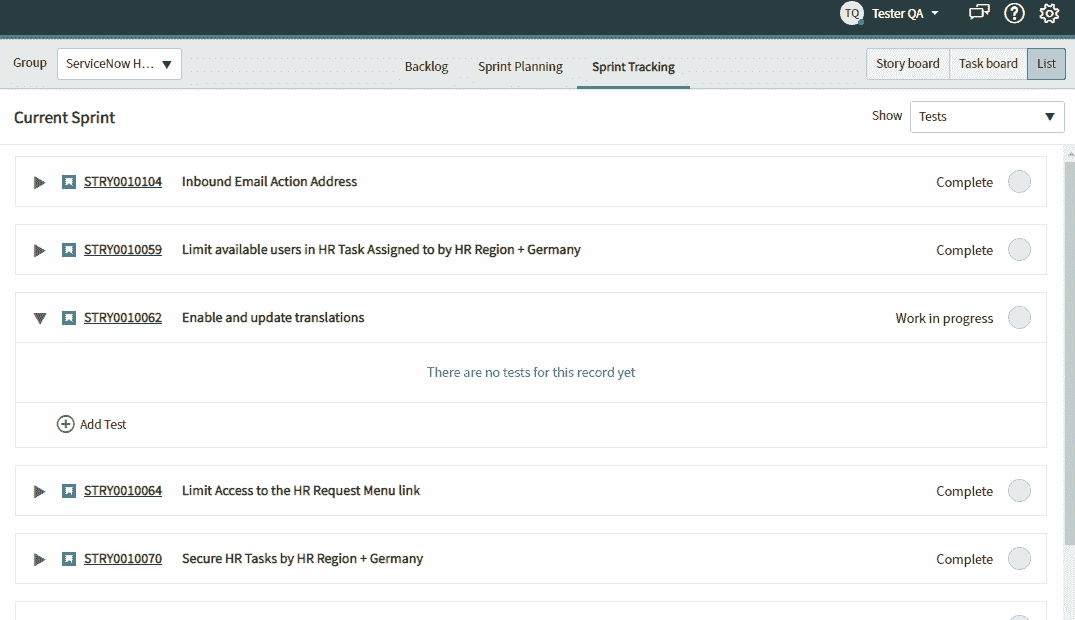 TQ Tester QA
Group ServiceNow H... Backlog Sprint Planning Sprint Tracking Story board Task board List
Current Sprint Show Tests
STRY0010104 Inbound Email Action Address Complete
STRY0010059 Limit available users in HR Task Assigned to by HR Region + Germany Complete
STRY0010062 Enable and update translations Work in progress
There are no tests for this record yet
Add Test
STRY0010064 Limit Access to the HR Request Menu link Complete
STRY0010070 Secure HR Tasks by HR Region + Germany Complete